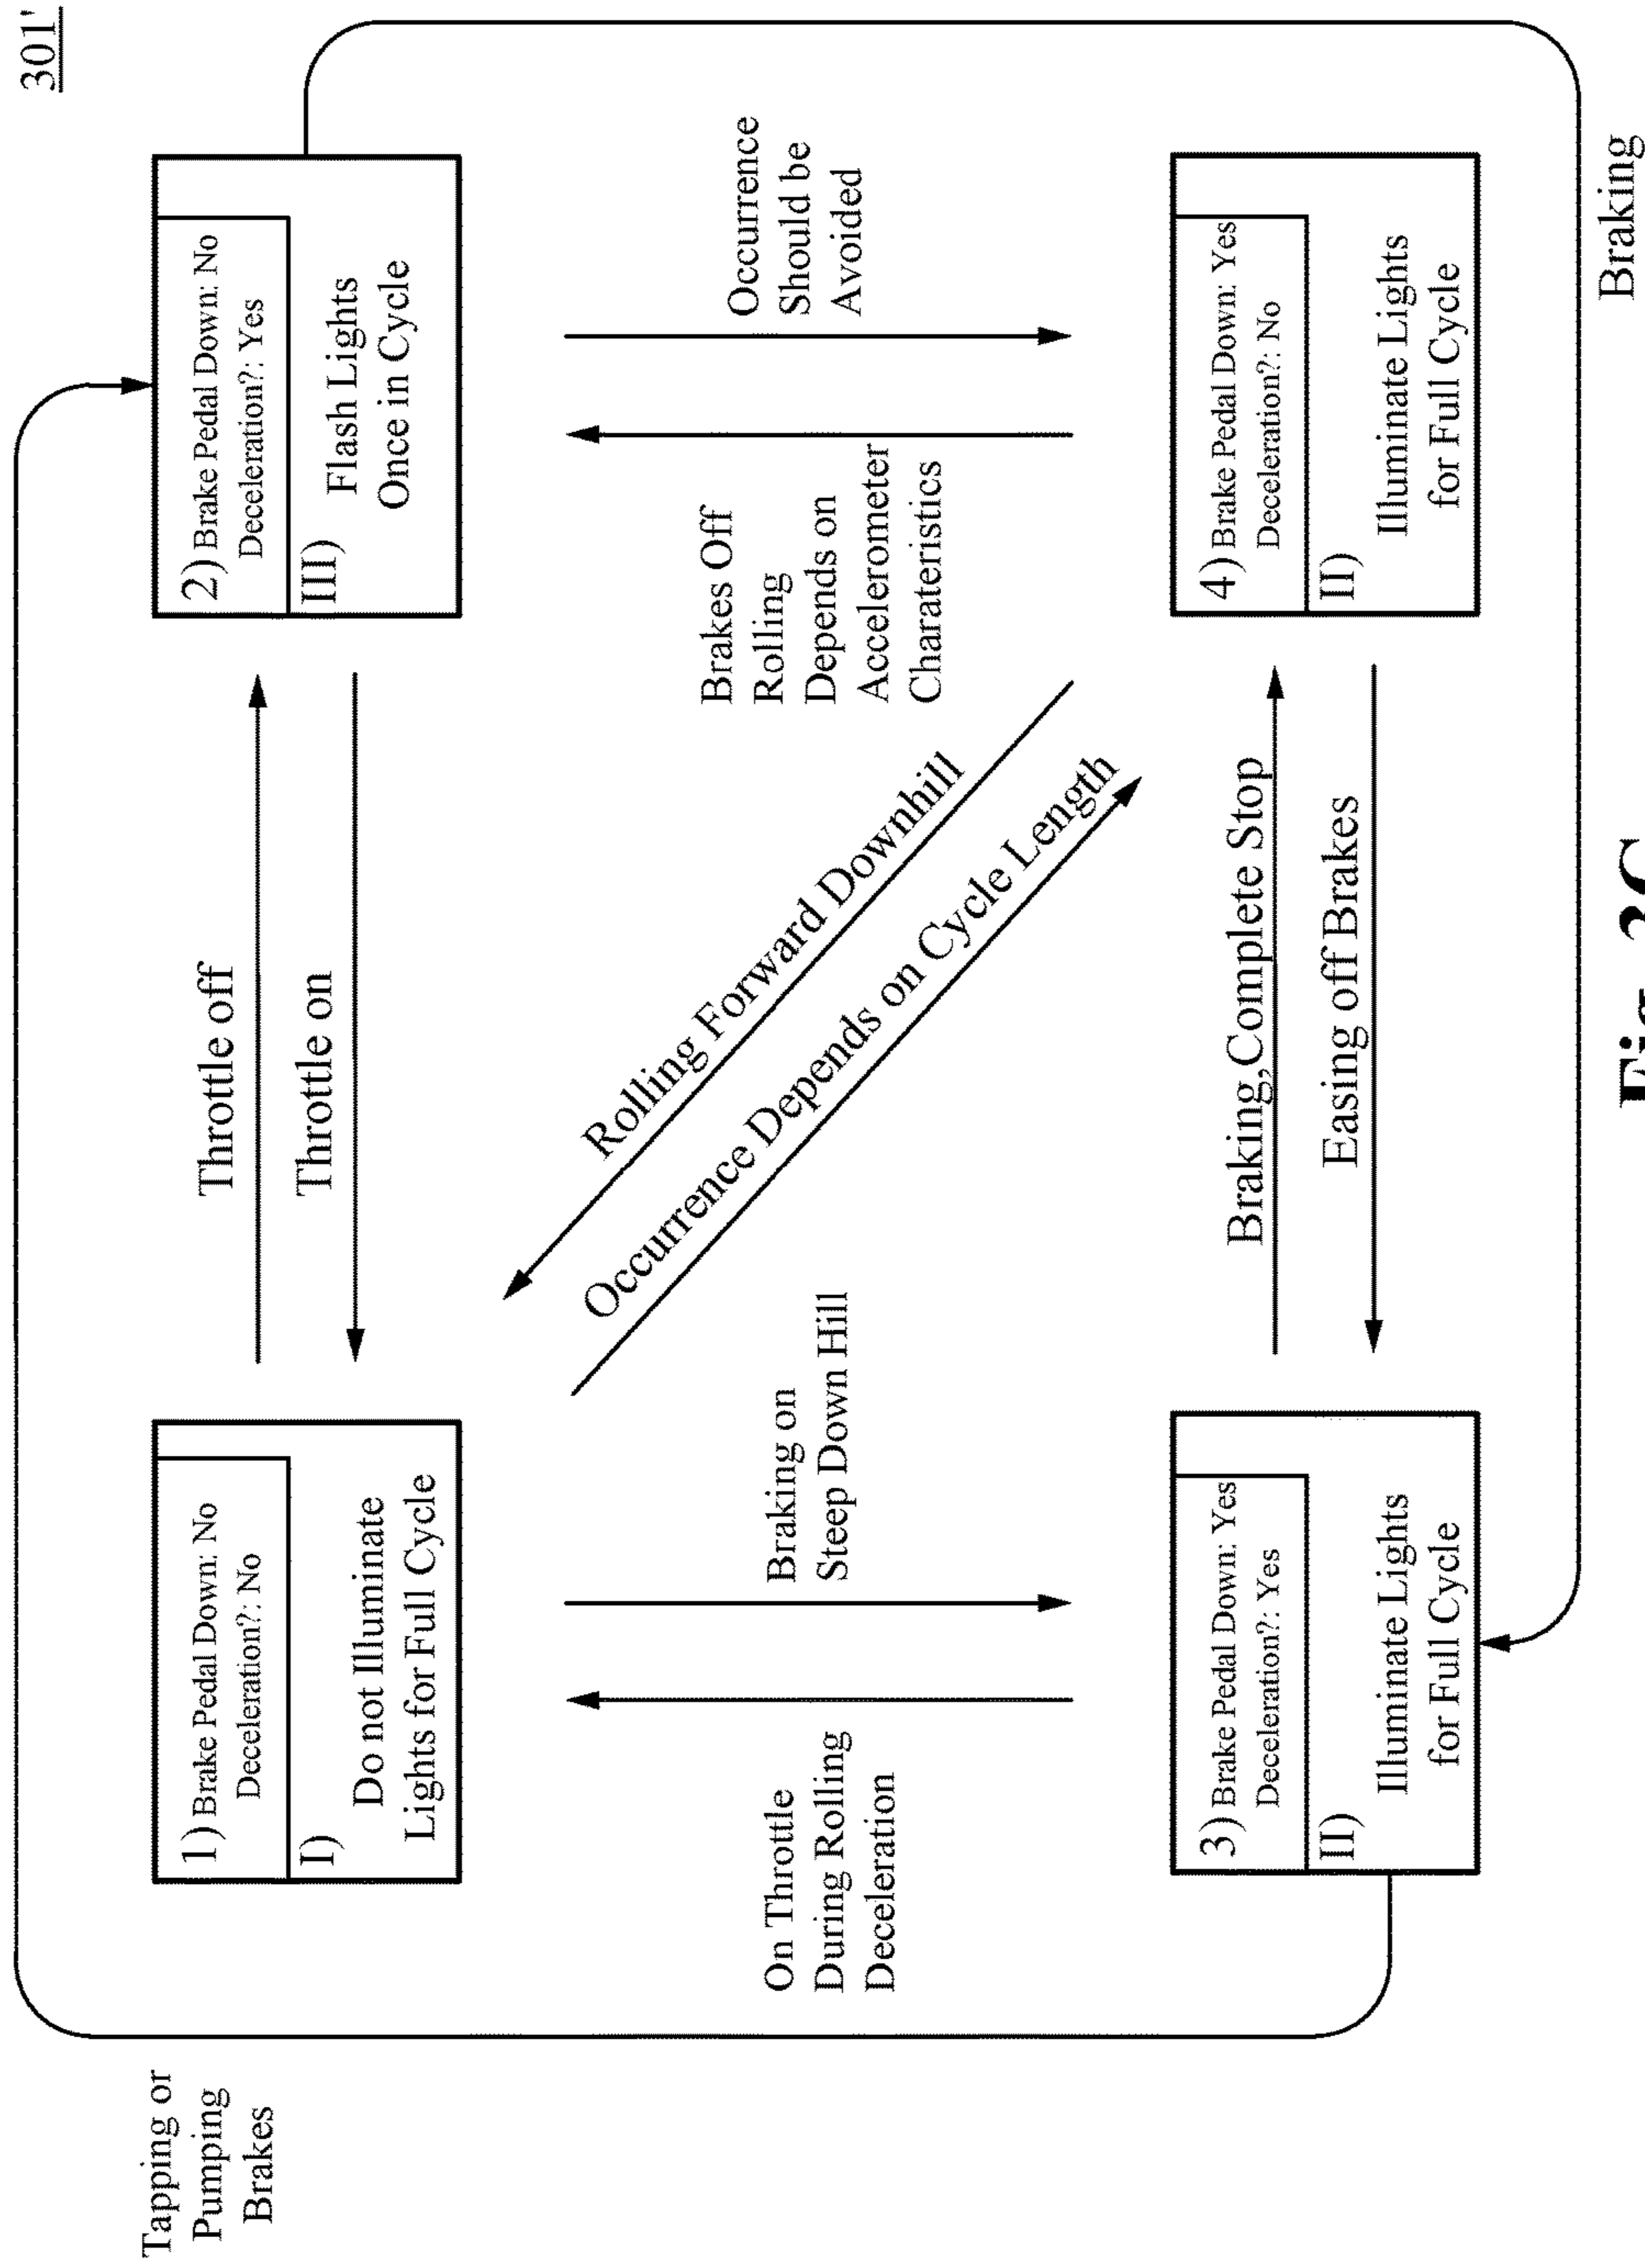 301'
Tapping or
Pumping
Brakes
1) Brake Pedal Down: No
Deceleration?: No
I)
Do not Illuminate
Lights for Full Cycle
Throttle off
Throttle on
2) Brake Pedal Down: No
Deceleration?: Yes
III)
Flash Lights
Once in Cycle
On Throttle
During Rolling
Deceleration
Braking on
Steep Down Hill
Rolling Forward Downhill
Occurrence Depends on Cycle Length
Brakes Off
Rolling
Depends on
Accelerometer
Charateristics
Occurrence
Should be
Avoided
3) Brake Pedal Down: Yes
Deceleration?: Yes
II)
Illuminate Lights
for Full Cycle
Braking,Complete Stop
Easing off Brakes
4) Brake Pedal Down: Yes
Deceleration?: No
II)
Illuminate Lights
for Full Cycle
Braking
Fig. 3C